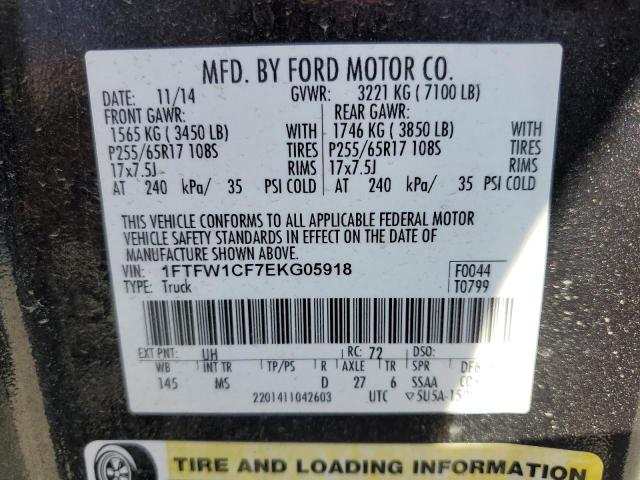 MFD. BY FORD MOTOR CO.
DATE: 11/14 GVWR: 3221 KG ( 7100 LB)
FRONT GAWR: REAR GAWR:
1565 KG ( 3450 LB) WITH 1746 KG ( 3850 LB) WITH
P255/65R17 108S TIRES P255/65R17 108S TIRES
17x7.5J RIMS 17x7.5J RIMS
AT 240 kPa/ 35 PSI COLD AT 240 kPa/ 35 PSI COLD
THIS VEHICLE CONFORMS TO ALL APPLICABLE FEDERAL MOTOR
VEHICLE SAFETY STANDARDS IN EFFECT ON THE DATE OF
MANUFACTURE SHOWN ABOVE.
VIN: 1FTFW1CF7EKG05918 F0044
TYPE: Truck T0799
EXT PNT: UH RC: 72 DSO:
WB INT TR TP/PS R AXLE TR SPR
145 MS D 27 6 SSAA
2201411042603 UTC
TIRE AND LOADING INFORMATION